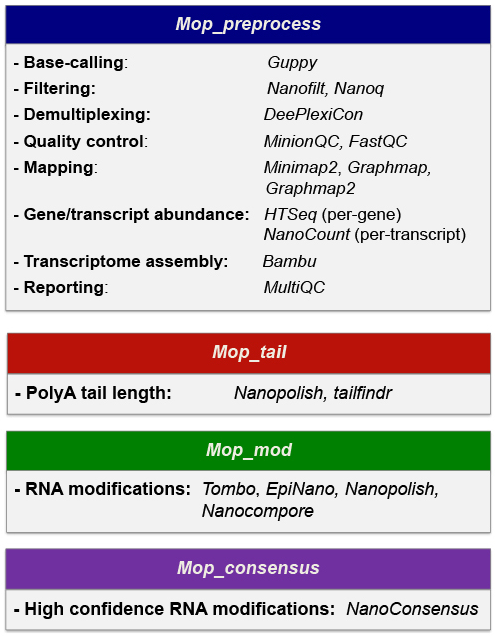 Mop_preprocess
- Base-calling: Guppy
- Filtering: Nanofilt, Nanoq
- Demultiplexing: DeePlexiCon
- Quality control: MinionQC, FastQC
- Mapping: Minimap2, Graphmap,
Graphmap2
- Gene/transcript abundance: HTSeq (per-gene)
NanoCount (per-transcript)
- Transcriptome assembly: Bambu
- Reporting: MultiQC
Mop_tail
- PolyA tail length: Nanopolish, tailfindr
Mop_mod
- RNA modifications: Tombo, EpiNano, Nanopolish,
Nanocompore
Mop_consensus
- High confidence RNA modifications: NanoConsensus